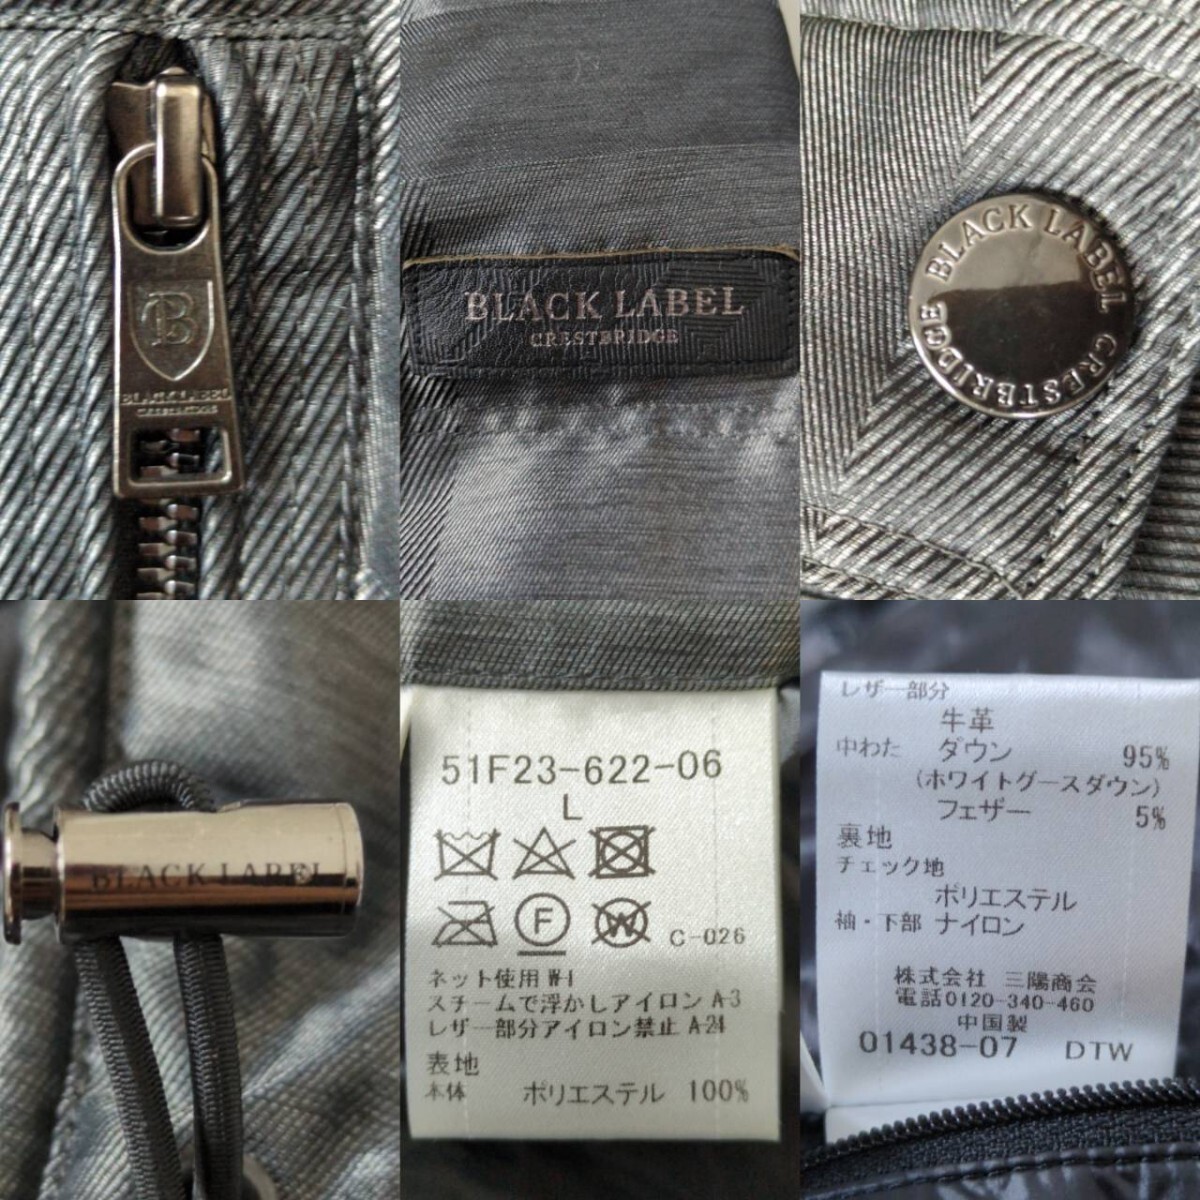 B
BLACK LABEL
CRESTBRIDGE
BLACK LABEL
CRESTBRIDGE
BLACK LABEL CRESTBRIDGE
BLACK LABEL
51F23-622-06
L
F
W
C-026
ネット使用 W-1
スチームで浮かしアイロン A-3
レザー部分アイロン禁止 A-24
表地
本体 ポリエステル 100%
レザー部分
牛革
中わた ダウン 95%
(ホワイトグースダウン)
フェザー 5%
裏地
チェック地
ポリエステル
袖・下部 ナイロン
株式会社 三陽商会
電話0120-340-460
中国製
01438-07 DTW